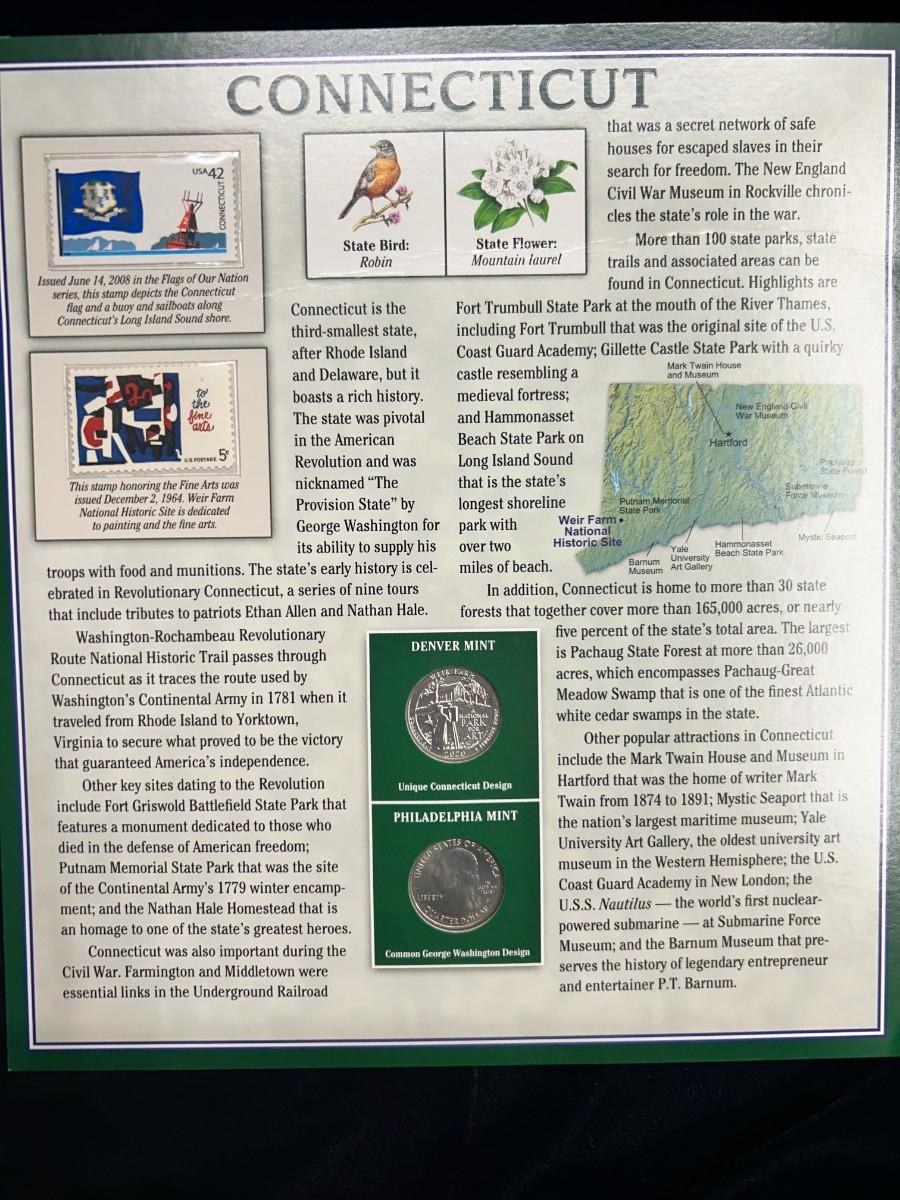 CONNECTICUT
USA 42
CONNECTICUT
Issued June 14, 2008 in the Flags of Our Nation
series, this stamp depicts the Connecticut
flag and a buoy and sailboats along
Connecticut's Long Island Sound shore.
to
the
fine
arts
U.S. POSTAGE 5c
This stamp honoring the Fine Arts was
issued December 2, 1964. Weir Farm
National Historic Site is dedicated
to painting and the fine arts.
State Bird:
Robin
State Flower:
Mountain laurel
Connecticut is the
third-smallest state,
after Rhode Island
and Delaware, but it
boasts a rich history.
The state was pivotal
in the American
Revolution and was
nicknamed “The
Provision State” by
George Washington for
its ability to supply his
troops with food and munitions. The state's early history is cel-
ebrated in Revolutionary Connecticut, a series of nine tours
that include tributes to patriots Ethan Allen and Nathan Hale.
Washington-Rochambeau Revolutionary
Route National Historic Trail passes through
Connecticut as it traces the route used by
Washington's Continental Army in 1781 when it
traveled from Rhode Island to Yorktown,
Virginia to secure what proved to be the victory
that guaranteed America's independence.
Other key sites dating to the Revolution
include Fort Griswold Battlefield State Park that
features a monument dedicated to those who
died in the defense of American freedom;
Putnam Memorial State Park that was the site
of the Continental Army's 1779 winter encamp-
ment; and the Nathan Hale Homestead that is
an homage to one of the state's greatest heroes.
Connecticut was also important during the
Civil War. Farmington and Middletown were
essential links in the Underground Railroad
DENVER MINT
WEIR FARM
A
NATIONAL
PARK
FOR
ART
2020
Unique Connecticut Design
PHILADELPHIA MINT
UNITED STATES OF AMERICA
LIBERTY
IN
GOD WE
TRUST
QUARTER DOLLAR
Common George Washington Design
that was a secret network of safe
houses for escaped slaves in their
search for freedom. The New England
Civil War Museum in Rockville chroni-
cles the state's role in the war.
More than 100 state parks, state
trails and associated areas can be
found in Connecticut. Highlights are
Fort Trumbull State Park at the mouth of the River Thames,
including Fort Trumbull that was the original site of the U.S.
Coast Guard Academy; Gillette Castle State Park with a quirky
castle resembling a
medieval fortress;
and Hammonasset
Beach State Park on
Long Island Sound
that is the state's
longest shoreline
park with
over two
miles of beach.
Mark Twain House
and Museum
New England Civil
War Museum
Hartford
Pachaug
State Forest
Submarine
Force Museum
Putnam Memorial
State Park
Weir Farm
National
Historic Site
Mystic Seaport
Hammonasset
Beach State Park
Yale
University
Art Gallery
Barnum
Museum
In addition, Connecticut is home to more than 30 state
forests that together cover more than 165,000 acres, or nearly
five percent of the state's total area. The largest
is Pachaug State Forest at more than 26,000
acres, which encompasses Pachaug-Great
Meadow Swamp that is one of the finest Atlantic
white cedar swamps in the state.
Other popular attractions in Connecticut
include the Mark Twain House and Museum in
Hartford that was the home of writer Mark
Twain from 1874 to 1891; Mystic Seaport that is
the nation's largest maritime museum; Yale
University Art Gallery, the oldest university art
museum in the Western Hemisphere; the U.S.
Coast Guard Academy in New London; the
U.S.S. Nautilus — the world's first nuclear-
powered submarine — at Submarine Force
Museum; and the Barnum Museum that pre-
serves the history of legendary entrepreneur
and entertainer P.T. Barnum.